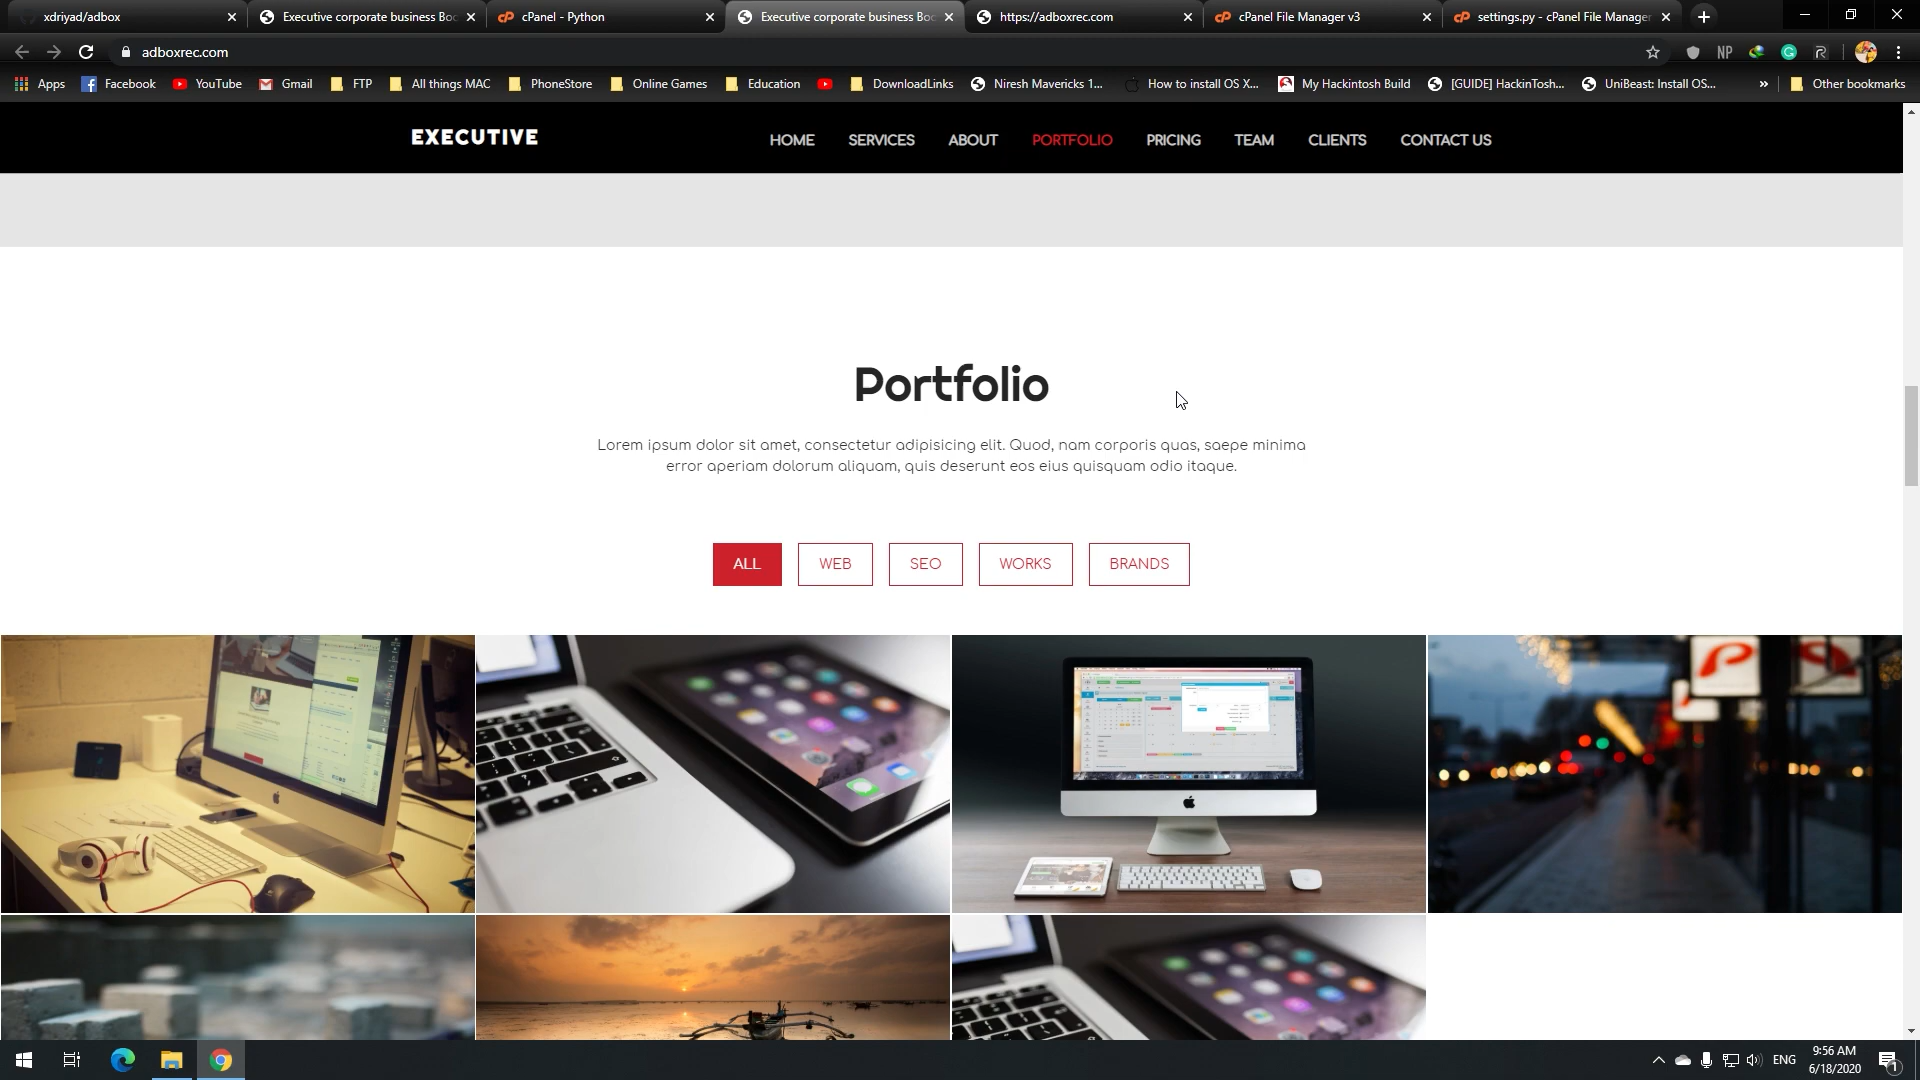 xdriyad/adbox
Executive corporate business Boo
cPanel - Python
Executive corporate business Boo
https://adboxrec.com
cPanel File Manager v3
settings.py - cPanel File Manager
adboxrec.com
NP
Apps
Facebook
YouTube
Gmail
FTP
All things MAC
PhoneStore
Online Games
Education
DownloadLinks
Niresh Mavericks 1...
How to install OS X...
My Hackintosh Build
[GUIDE] HackinTosh...
UniBeast: Install OS...
»
Other bookmarks
EXECUTIVE
HOME
SERVICES
ABOUT
PORTFOLIO
PRICING
TEAM
CLIENTS
CONTACT US
Portfolio
Lorem ipsum dolor sit amet, consectetur adipisicing elit. Quod, nam corporis quas, saepe minima
error aperiam dolorum aliquam, quis deserunt eos eius quisquam odio itaque.
ALL
WEB
SEO
WORKS
BRANDS
ENG
9:56 AM
6/18/2020
1